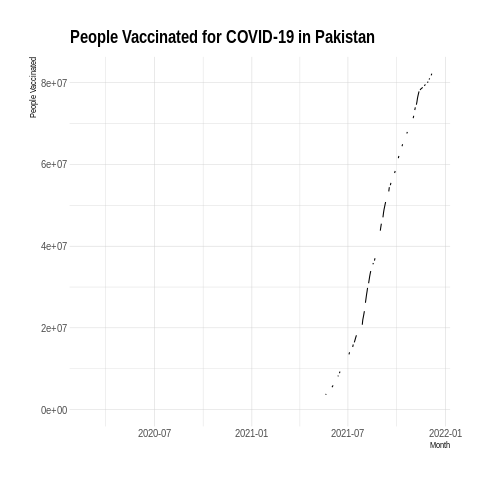 People Vaccinated for COVID-19 in Pakistan
People Vaccinated
8e+07
6e+07
4e+07
2e+07
0e+00
2020-07 2021-01 2021-07 2022-01
Month